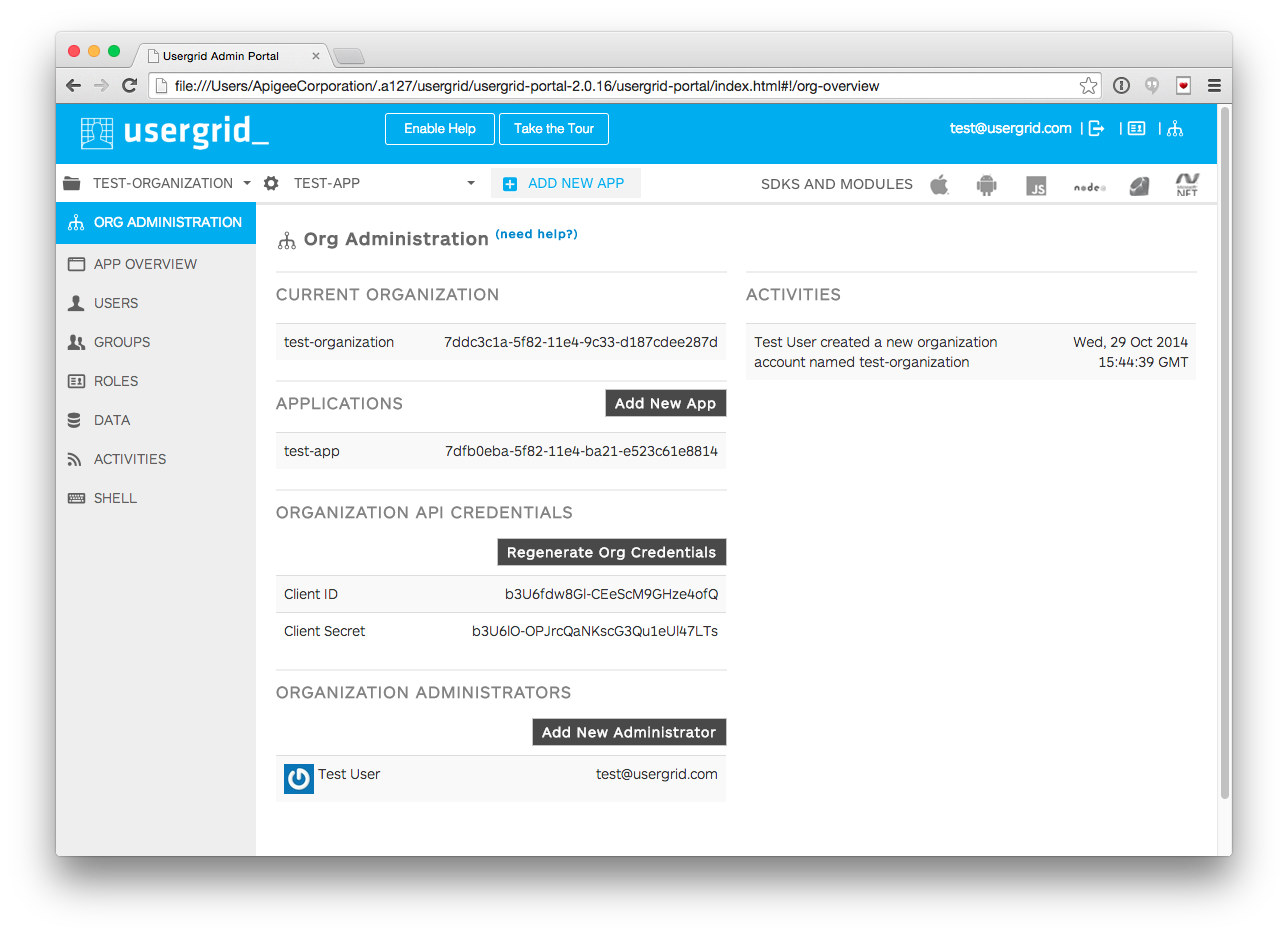 Usergrid Admin Portal
file:///Users/ApigeeCorporation/.a127/usergrid/usergrid-portal-2.0.16/usergrid-portal/index.html#!/org-overview
usergrid_
Enable Help
Take the Tour
test@usergrid.com
TEST-ORGANIZATION
TEST-APP
ADD NEW APP
SDKS AND MODULES
JS
node
Microsoft
.NET
ORG ADMINISTRATION
APP OVERVIEW
USERS
GROUPS
ROLES
DATA
ACTIVITIES
SHELL
Org Administration (need help?)
CURRENT ORGANIZATION
test-organization 7ddc3c1a-5f82-11e4-9c33-d187cdee287d
APPLICATIONS
Add New App
test-app 7dfb0eba-5f82-11e4-ba21-e523c61e8814
ORGANIZATION API CREDENTIALS
Regenerate Org Credentials
Client ID b3U6fdw8Gl-CEeScM9GHze4ofQ
Client Secret b3U6lO-OPJrcQaNKscG3Qu1eUl47LTs
ORGANIZATION ADMINISTRATORS
Add New Administrator
Test User test@usergrid.com
ACTIVITIES
Test User created a new organization Wed, 29 Oct 2014
account named test-organization 15:44:39 GMT